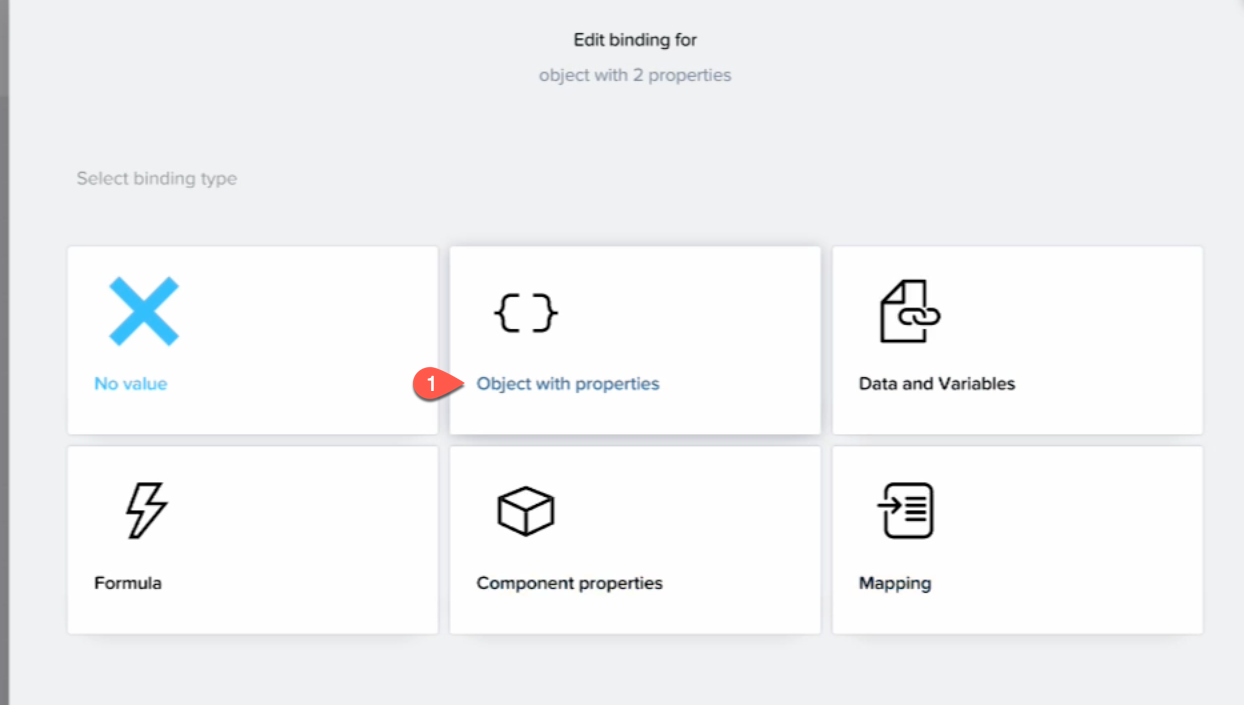 Edit binding for
object with 2 properties
Select binding type
No value
1
Object with properties
Data and Variables
Formula
Component properties
Mapping